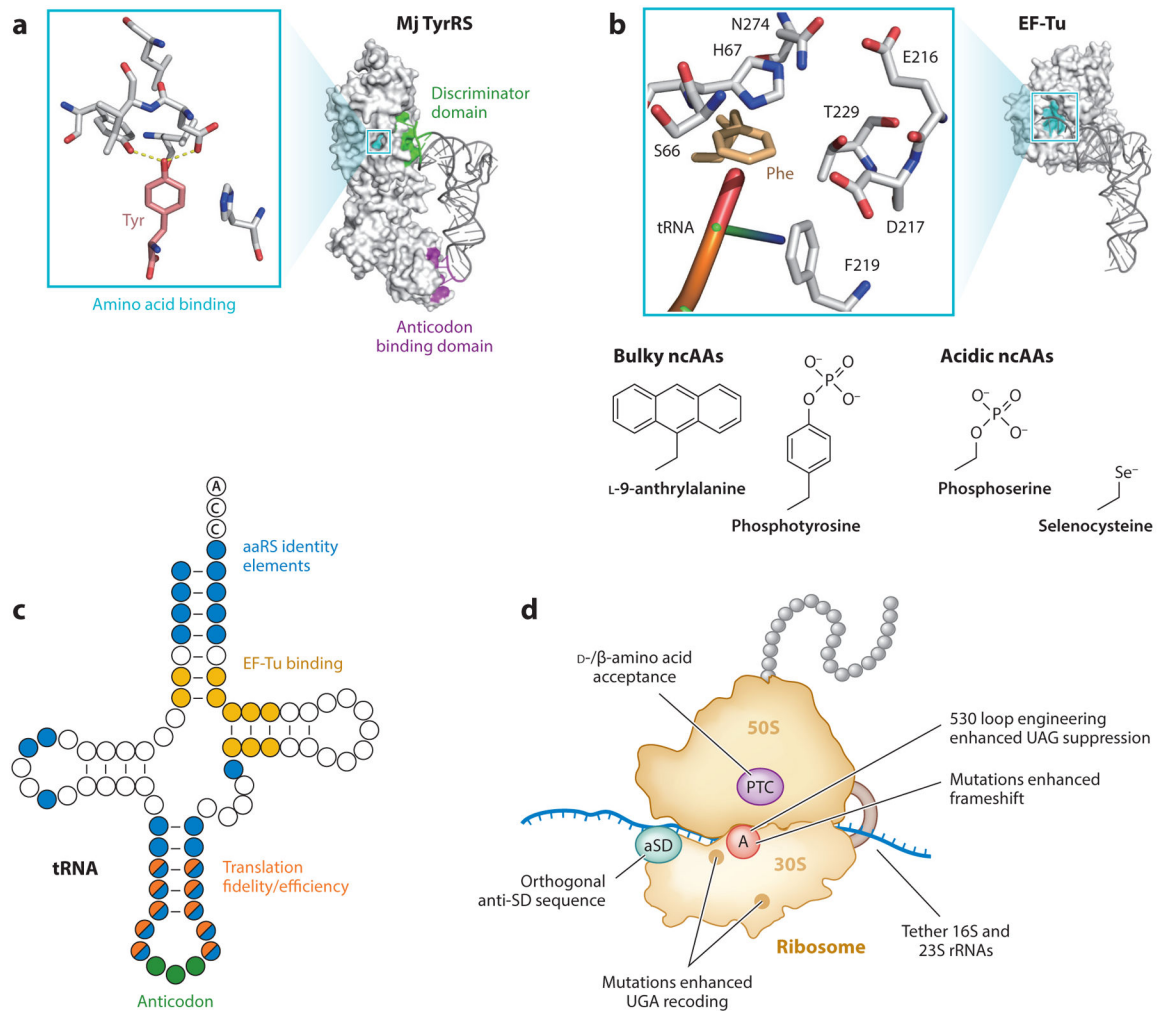 a
Mj TyrRS
Discriminator
domain
Tyr
Amino acid binding
Anticodon
binding domain
b
EF-Tu
N274
H67
E216
T229
S66
Phe
tRNA
D217
F219
Bulky ncAAs
Acidic ncAAs
O⁻
P
O
O⁻
O
L-9-anthrylalanine
Phosphotyrosine
O⁻
P
O
O⁻
O
Phosphoserine
Se⁻
Selenocysteine
c
A
C
C
aaRS identity
elements
EF-Tu binding
tRNA
Translation
fidelity/efficiency
Anticodon
d
D-/β-amino acid
acceptance
50S
530 loop engineering
enhanced UAG suppression
PTC
Mutations enhanced
frameshift
aSD
A
30S
Orthogonal
anti-SD sequence
Ribosome
Tether 16S and
23S rRNAs
Mutations enhanced
UGA recoding